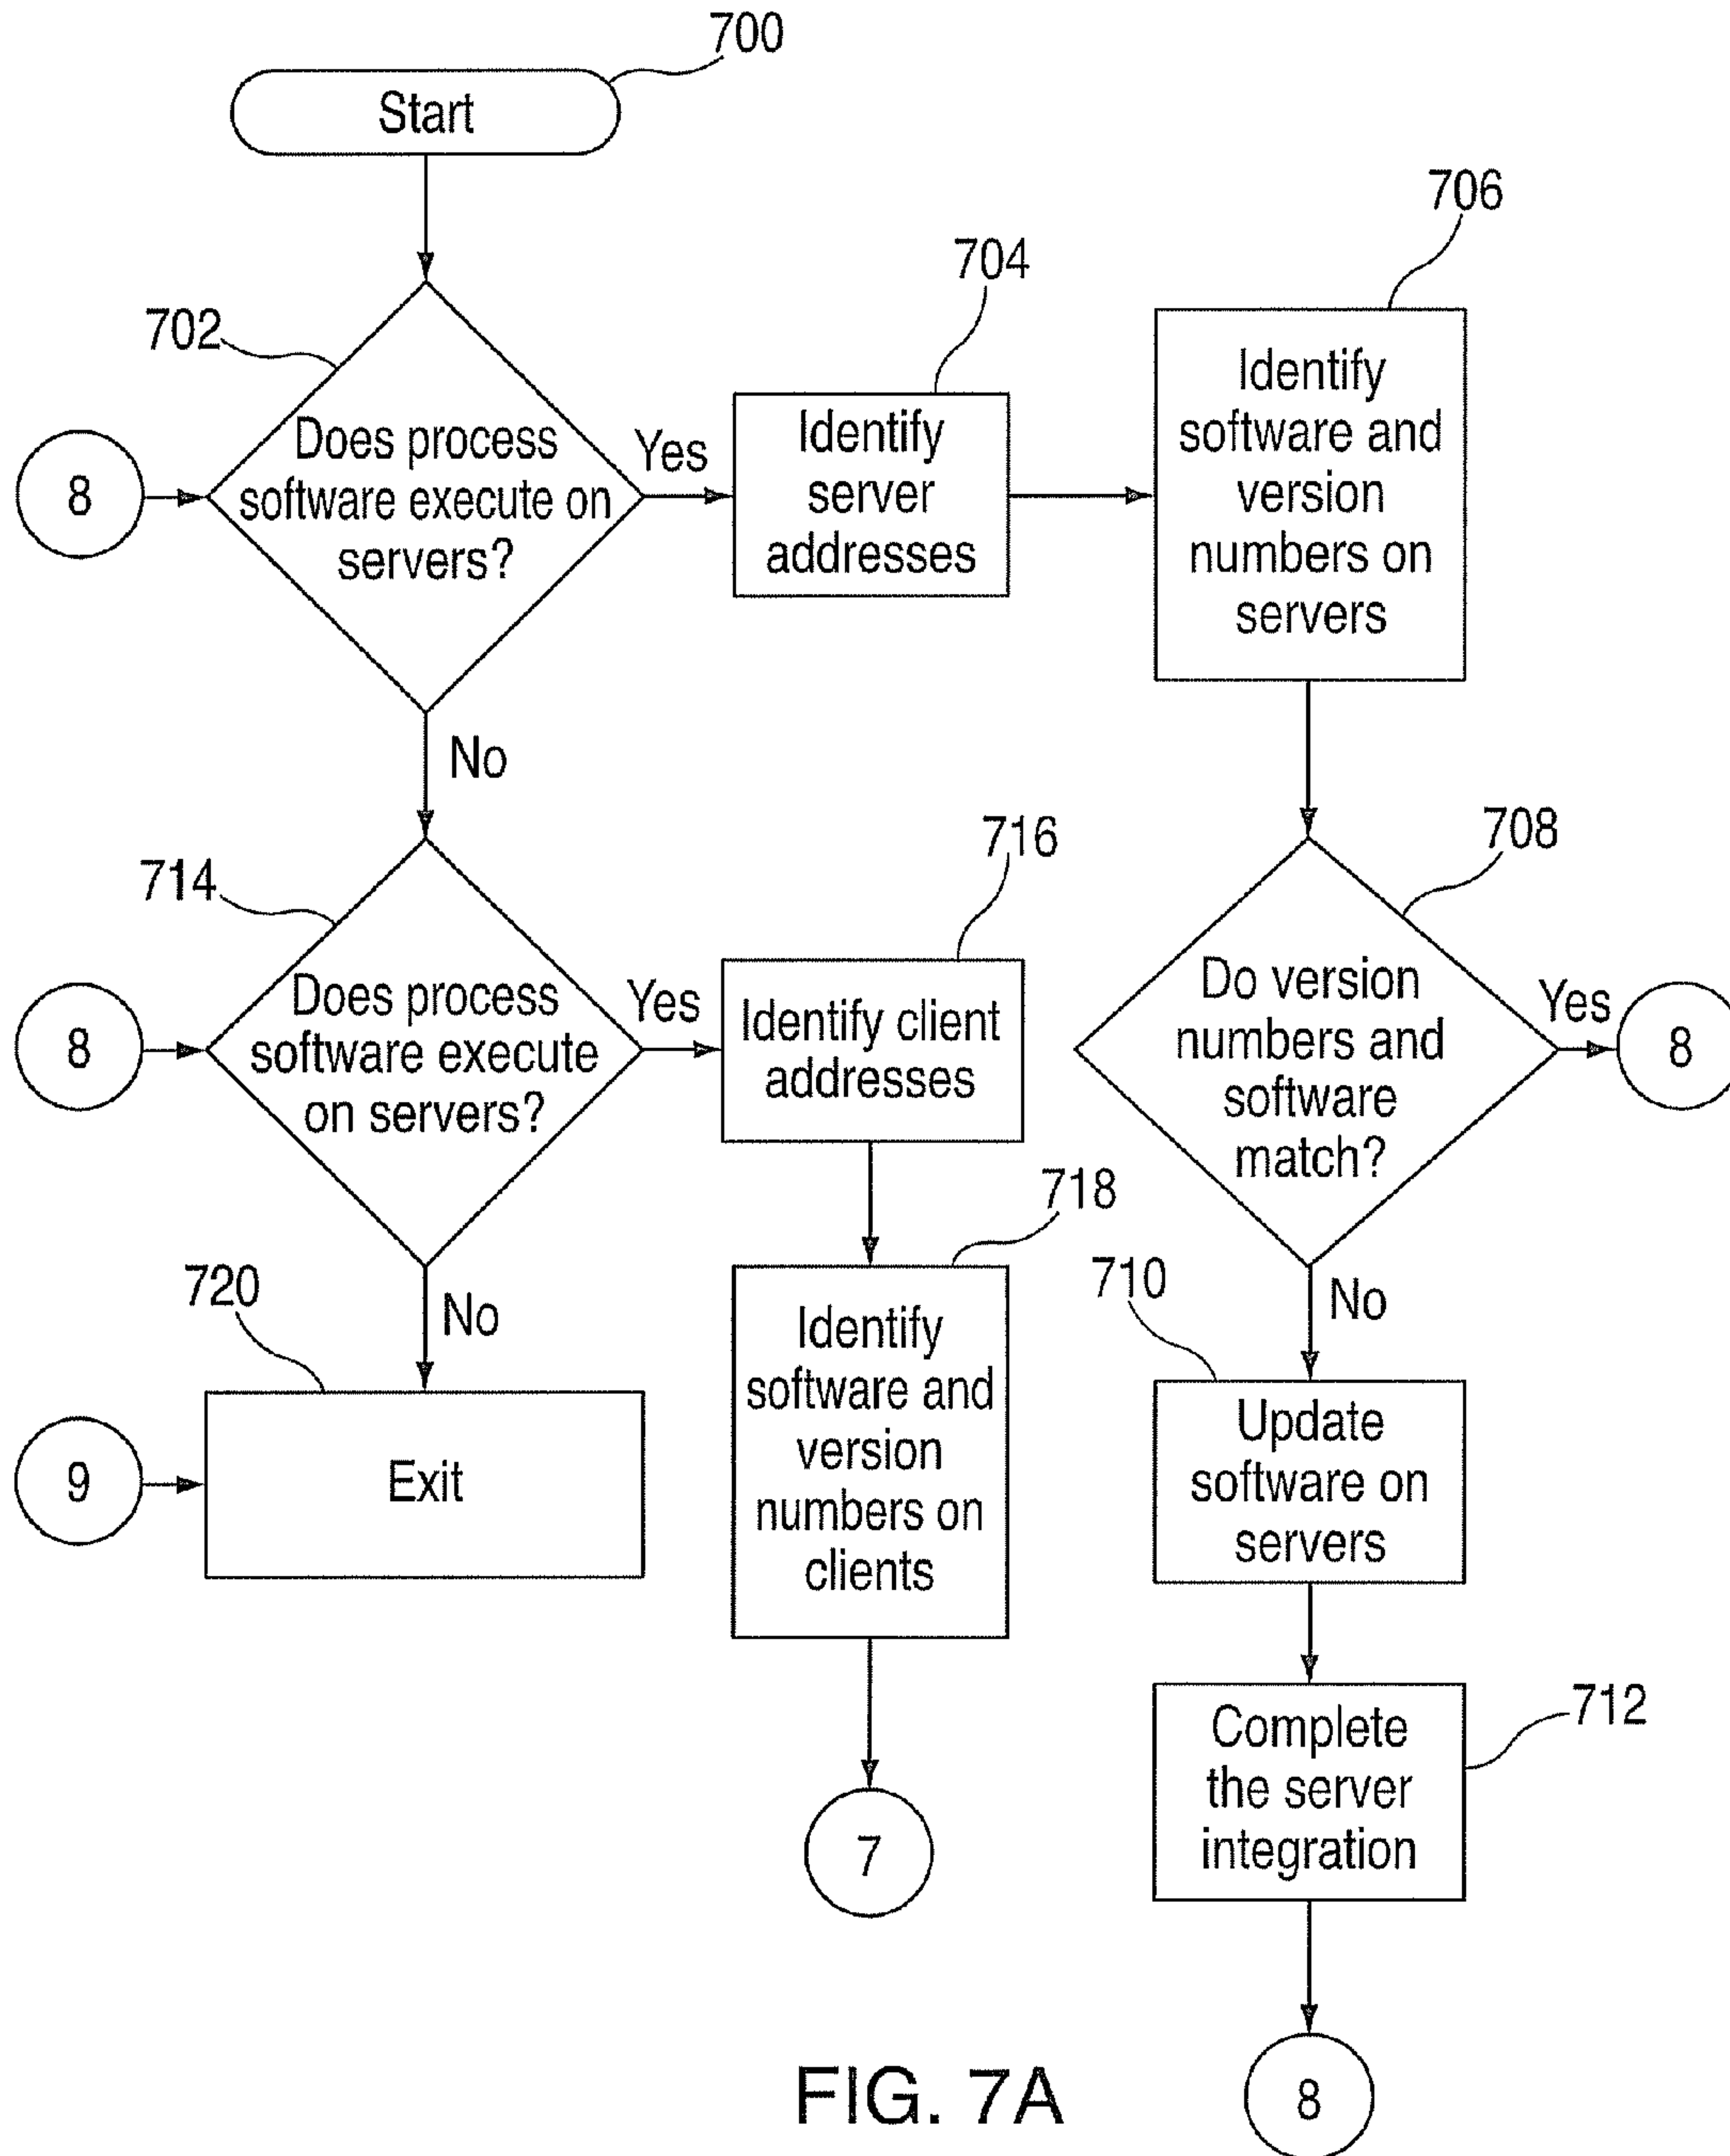 700
Start
706
704
702
Identify
software and
version
numbers on
servers
Does process
software execute on
servers?
8
Yes
Identify
server
addresses
No
716
708
714
Does process
software execute
on servers?
8
Yes
Identify client
addresses
Do version
numbers and
software
match?
Yes
8
718
720
No
710
No
Identify
software and
version
numbers on
clients
9
Exit
Update
software on
servers
712
Complete
the server
integration
7
8
FIG. 7A